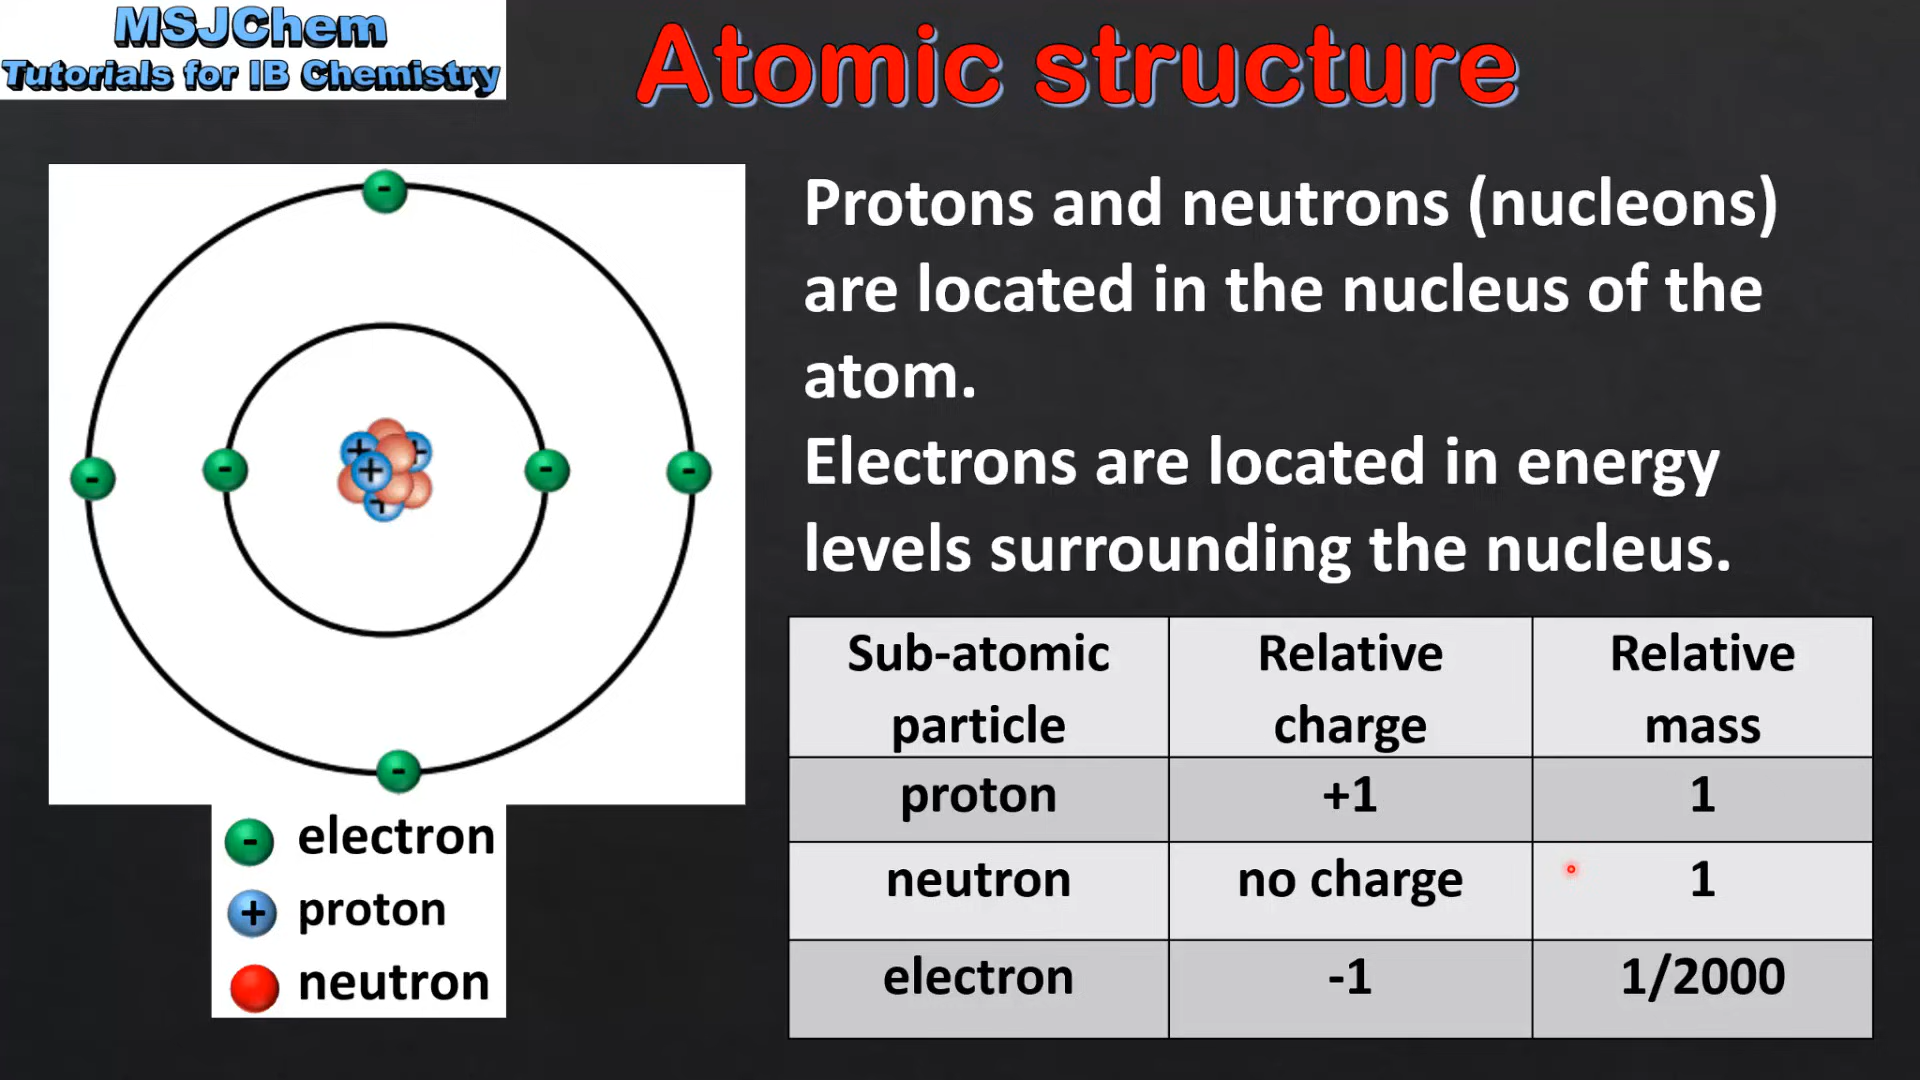 MSJChem
Tutorials for IB Chemistry
Atomic structure
Protons and neutrons (nucleons)
are located in the nucleus of the
atom.
Electrons are located in energy
levels surrounding the nucleus.
- 
- - - -
+ +
+
-
- electron
+ proton
neutron
Sub-atomic particle Relative charge Relative mass
proton +1 1
neutron no charge 1
electron -1 1/2000